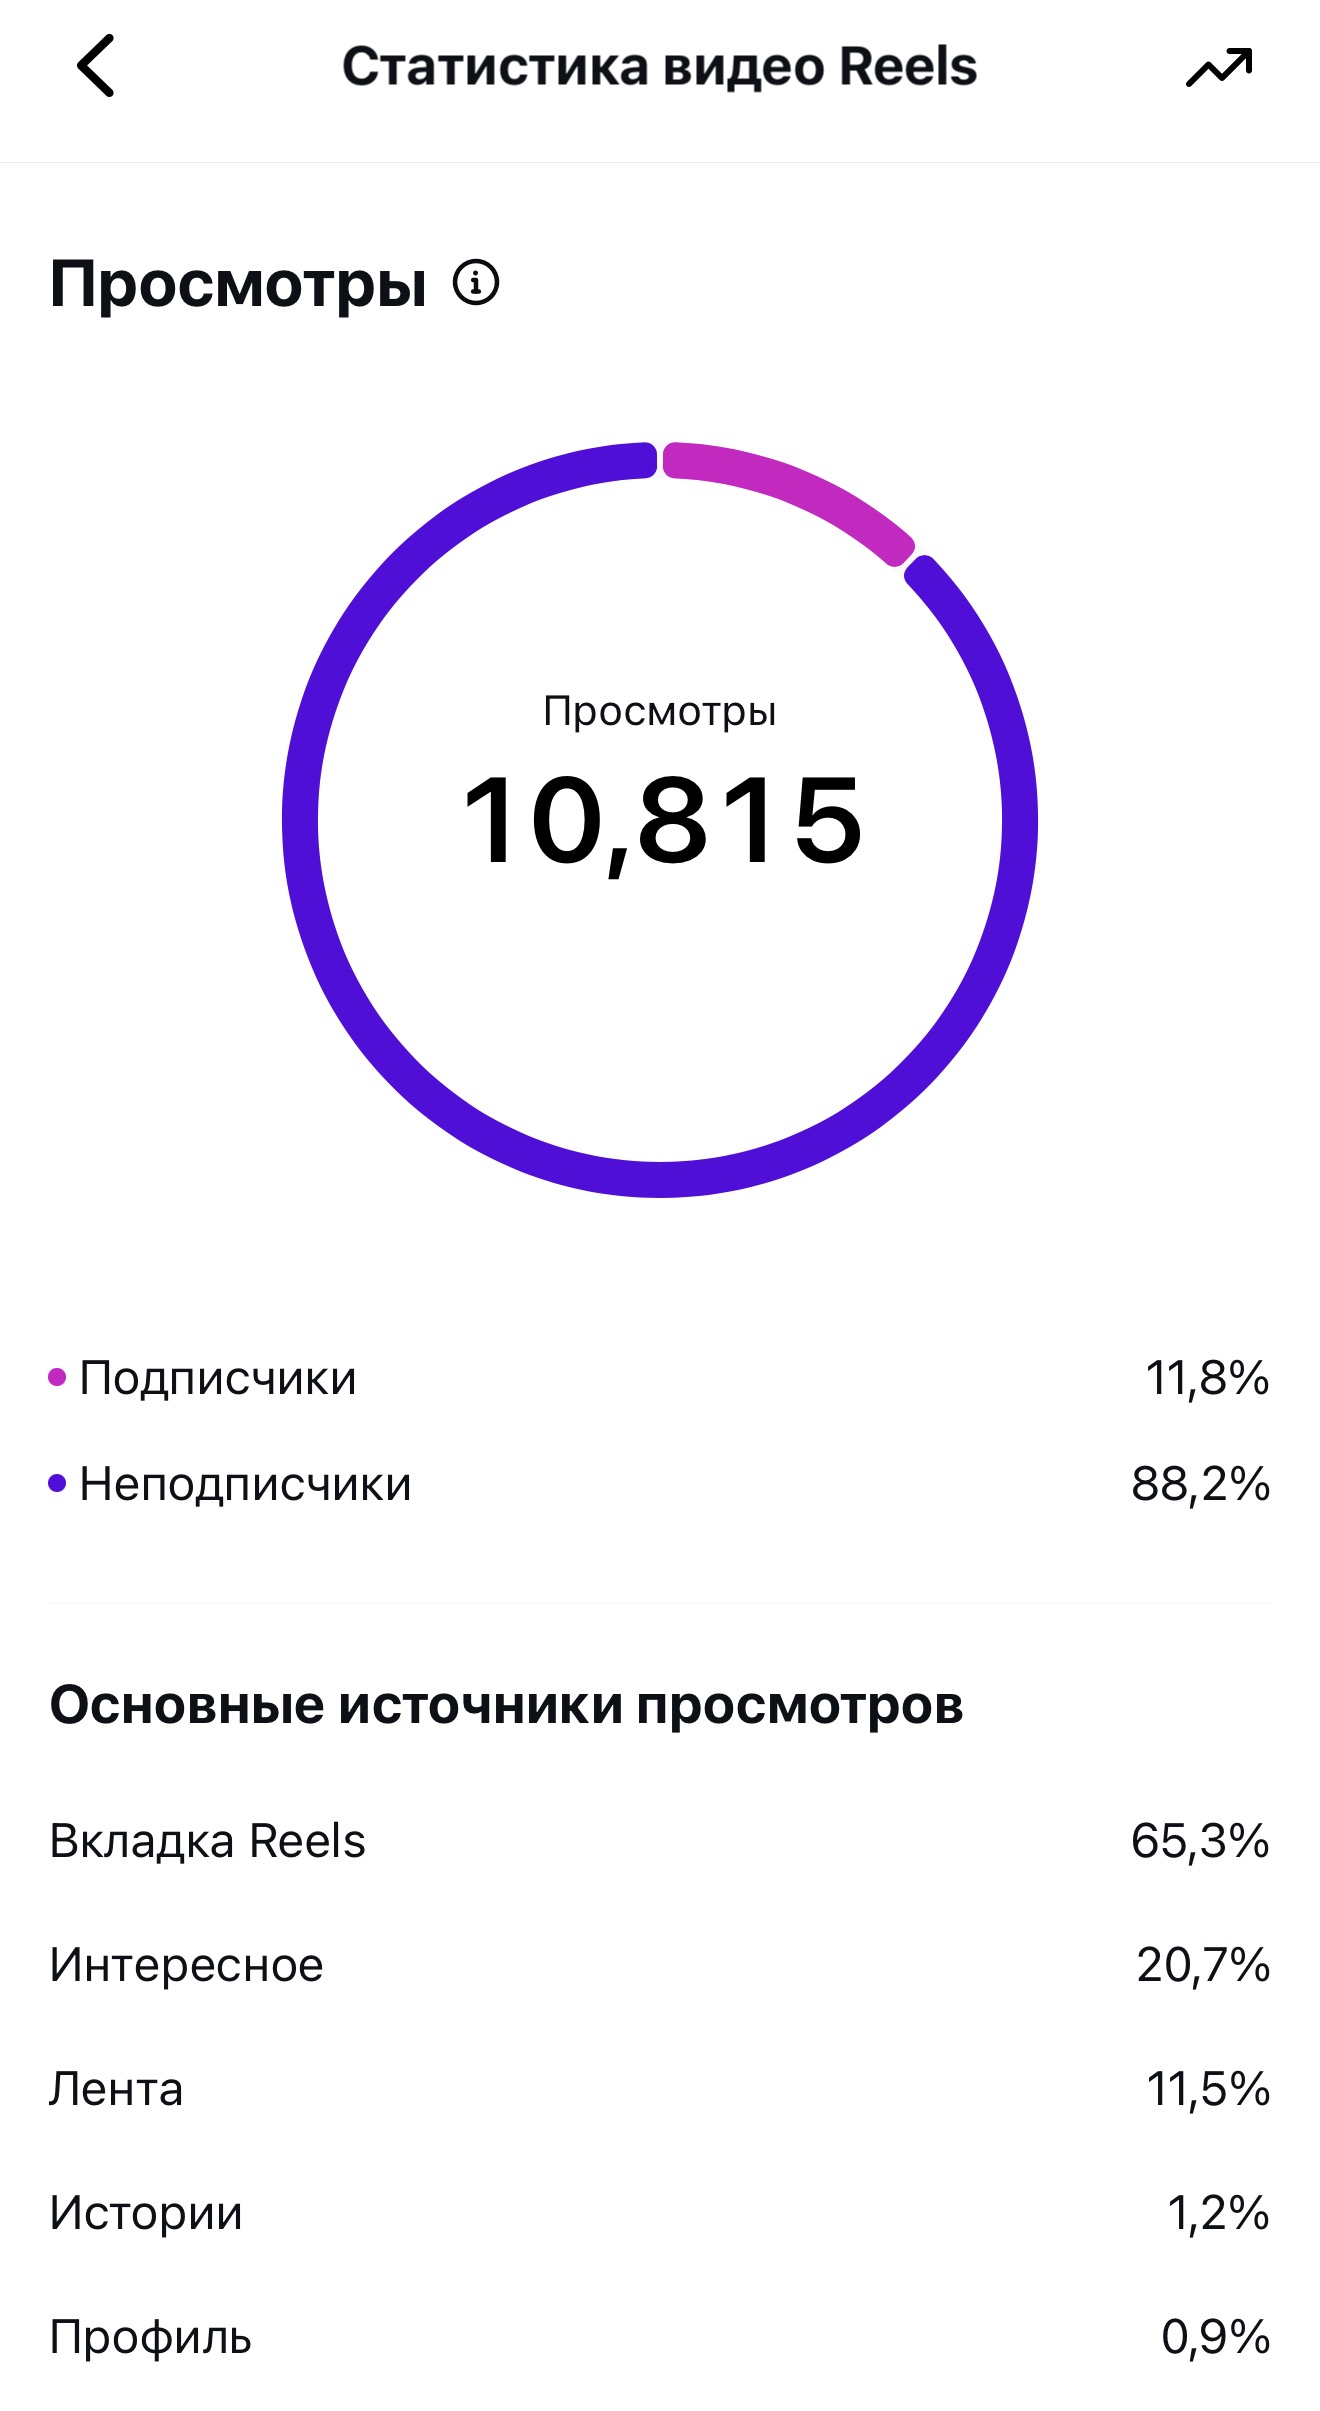 Статистика видео Reels
Просмотры
Просмотры
10,815
Подписчики 11,8%
Неподписчики 88,2%
Основные источники просмотров
Вкладка Reels 65,3%
Интересное 20,7%
Лента 11,5%
Истории 1,2%
Профиль 0,9%